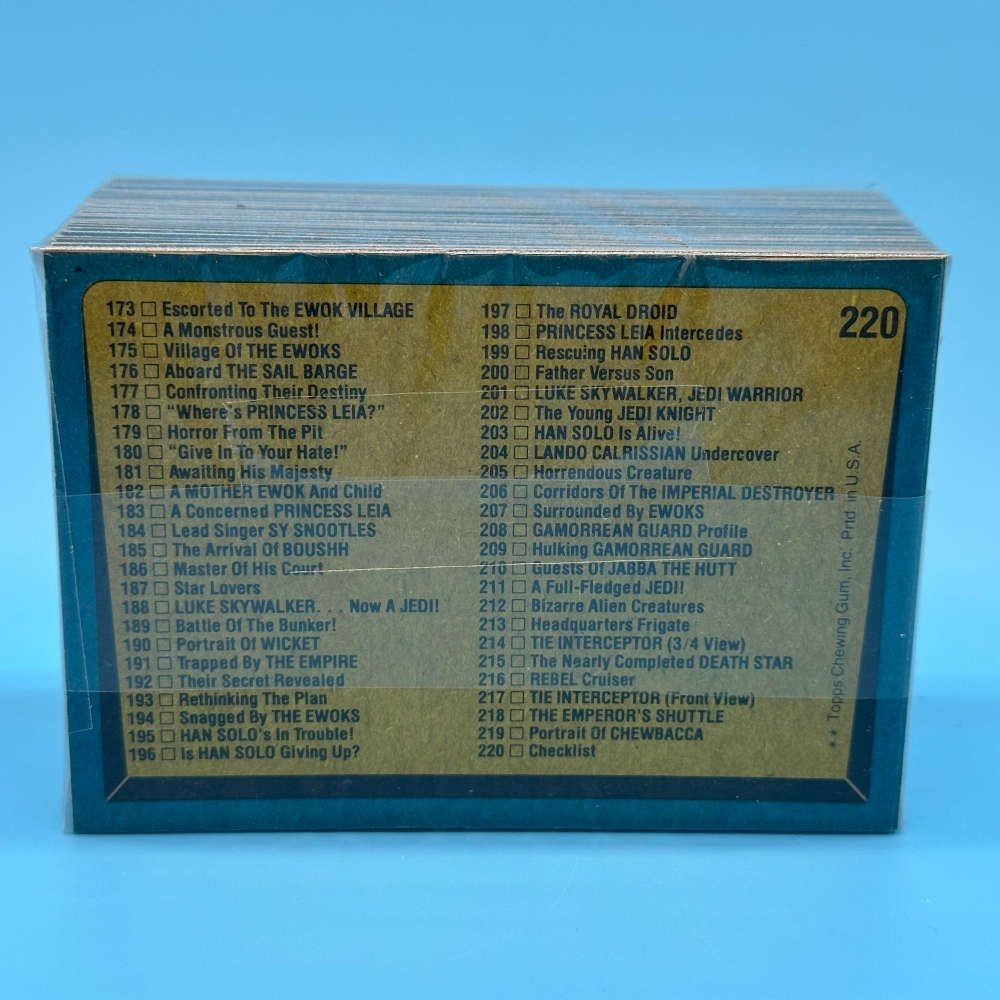 173 □ Escorted To The EWOK VILLAGE
174 □ A Monstrous Guest!
175 □ Village Of THE EWOKS
176 □ Aboard THE SAIL BARGE
177 □ Confronting Their Destiny
178 □ "Where's PRINCESS LEIA?"
179 □ Horror From The Pit
180 □ "Give In To Your Hate!"
181 □ Awaiting His Majesty
182 □ A MOTHER EWOK And Child
183 □ A Concerned PRINCESS LEIA
184 □ Lead Singer SY SNOOTLES
185 □ The Arrival Of BOUSHH
186 □ Master Of His Court
187 □ Star Lovers
188 □ LUKE SKYWALKER. . . Now A JEDI!
189 □ Battle Of The Bunker!
190 □ Portrait Of WICKET
191 □ Trapped By THE EMPIRE
192 □ Their Secret Revealed
193 □ Rethinking The Plan
194 □ Snagged By THE EWOKS
195 □ HAN SOLO's In Trouble!
196 □ Is HAN SOLO Giving Up?
197 □ The ROYAL DROID
198 □ PRINCESS LEIA Intercedes
199 □ Rescuing HAN SOLO
200 □ Father Versus Son
201 □ LUKE SKYWALKER, JEDI WARRIOR
202 □ The Young JEDI KNIGHT
203 □ HAN SOLO Is Alive!
204 □ LANDO CALRISSIAN Undercover
205 □ Horrendous Creature
206 □ Corridors Of The IMPERIAL DESTROYER
207 □ Surrounded By EWOKS
208 □ GAMORREAN GUARD Profile
209 □ Hulking GAMORREAN GUARD
210 □ Guests Of JABBA THE HUTT
211 □ A Full-Fledged JEDI!
212 □ Bizarre Alien Creatures
213 □ Headquarters Frigate
214 □ TIE INTERCEPTOR (3/4 View)
215 □ The Nearly Completed DEATH STAR
216 □ REBEL Cruiser
217 □ TIE INTERCEPTOR (Front View)
218 □ THE EMPEROR'S SHUTTLE
219 □ Portrait Of CHEWBACCA
220 □ Checklist
220
** Topps Chewing Gum, Inc. Prtd. in U.S.A.